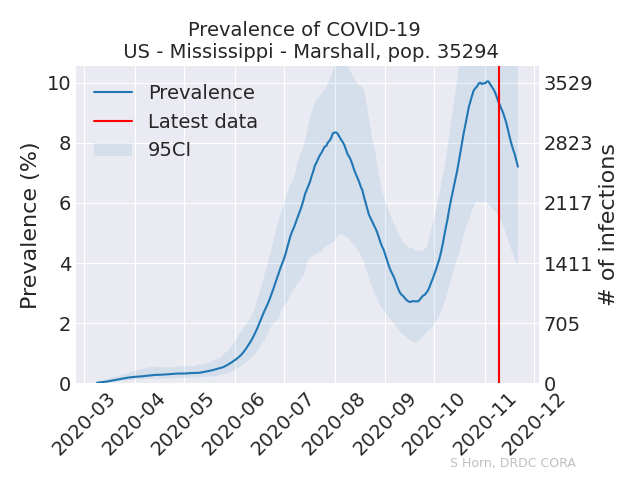 Prevalence of COVID-19
US - Mississippi - Marshall, pop. 35294
Prevalence
Latest data
95CI
Prevalence (%)
10
8
6
4
2
0
3529
2823
2117
1411
705
0
# of infections
2020-03
2020-04
2020-05
2020-06
2020-07
2020-08
2020-09
2020-10
2020-11
2020-12
S Horn, DRDC CORA